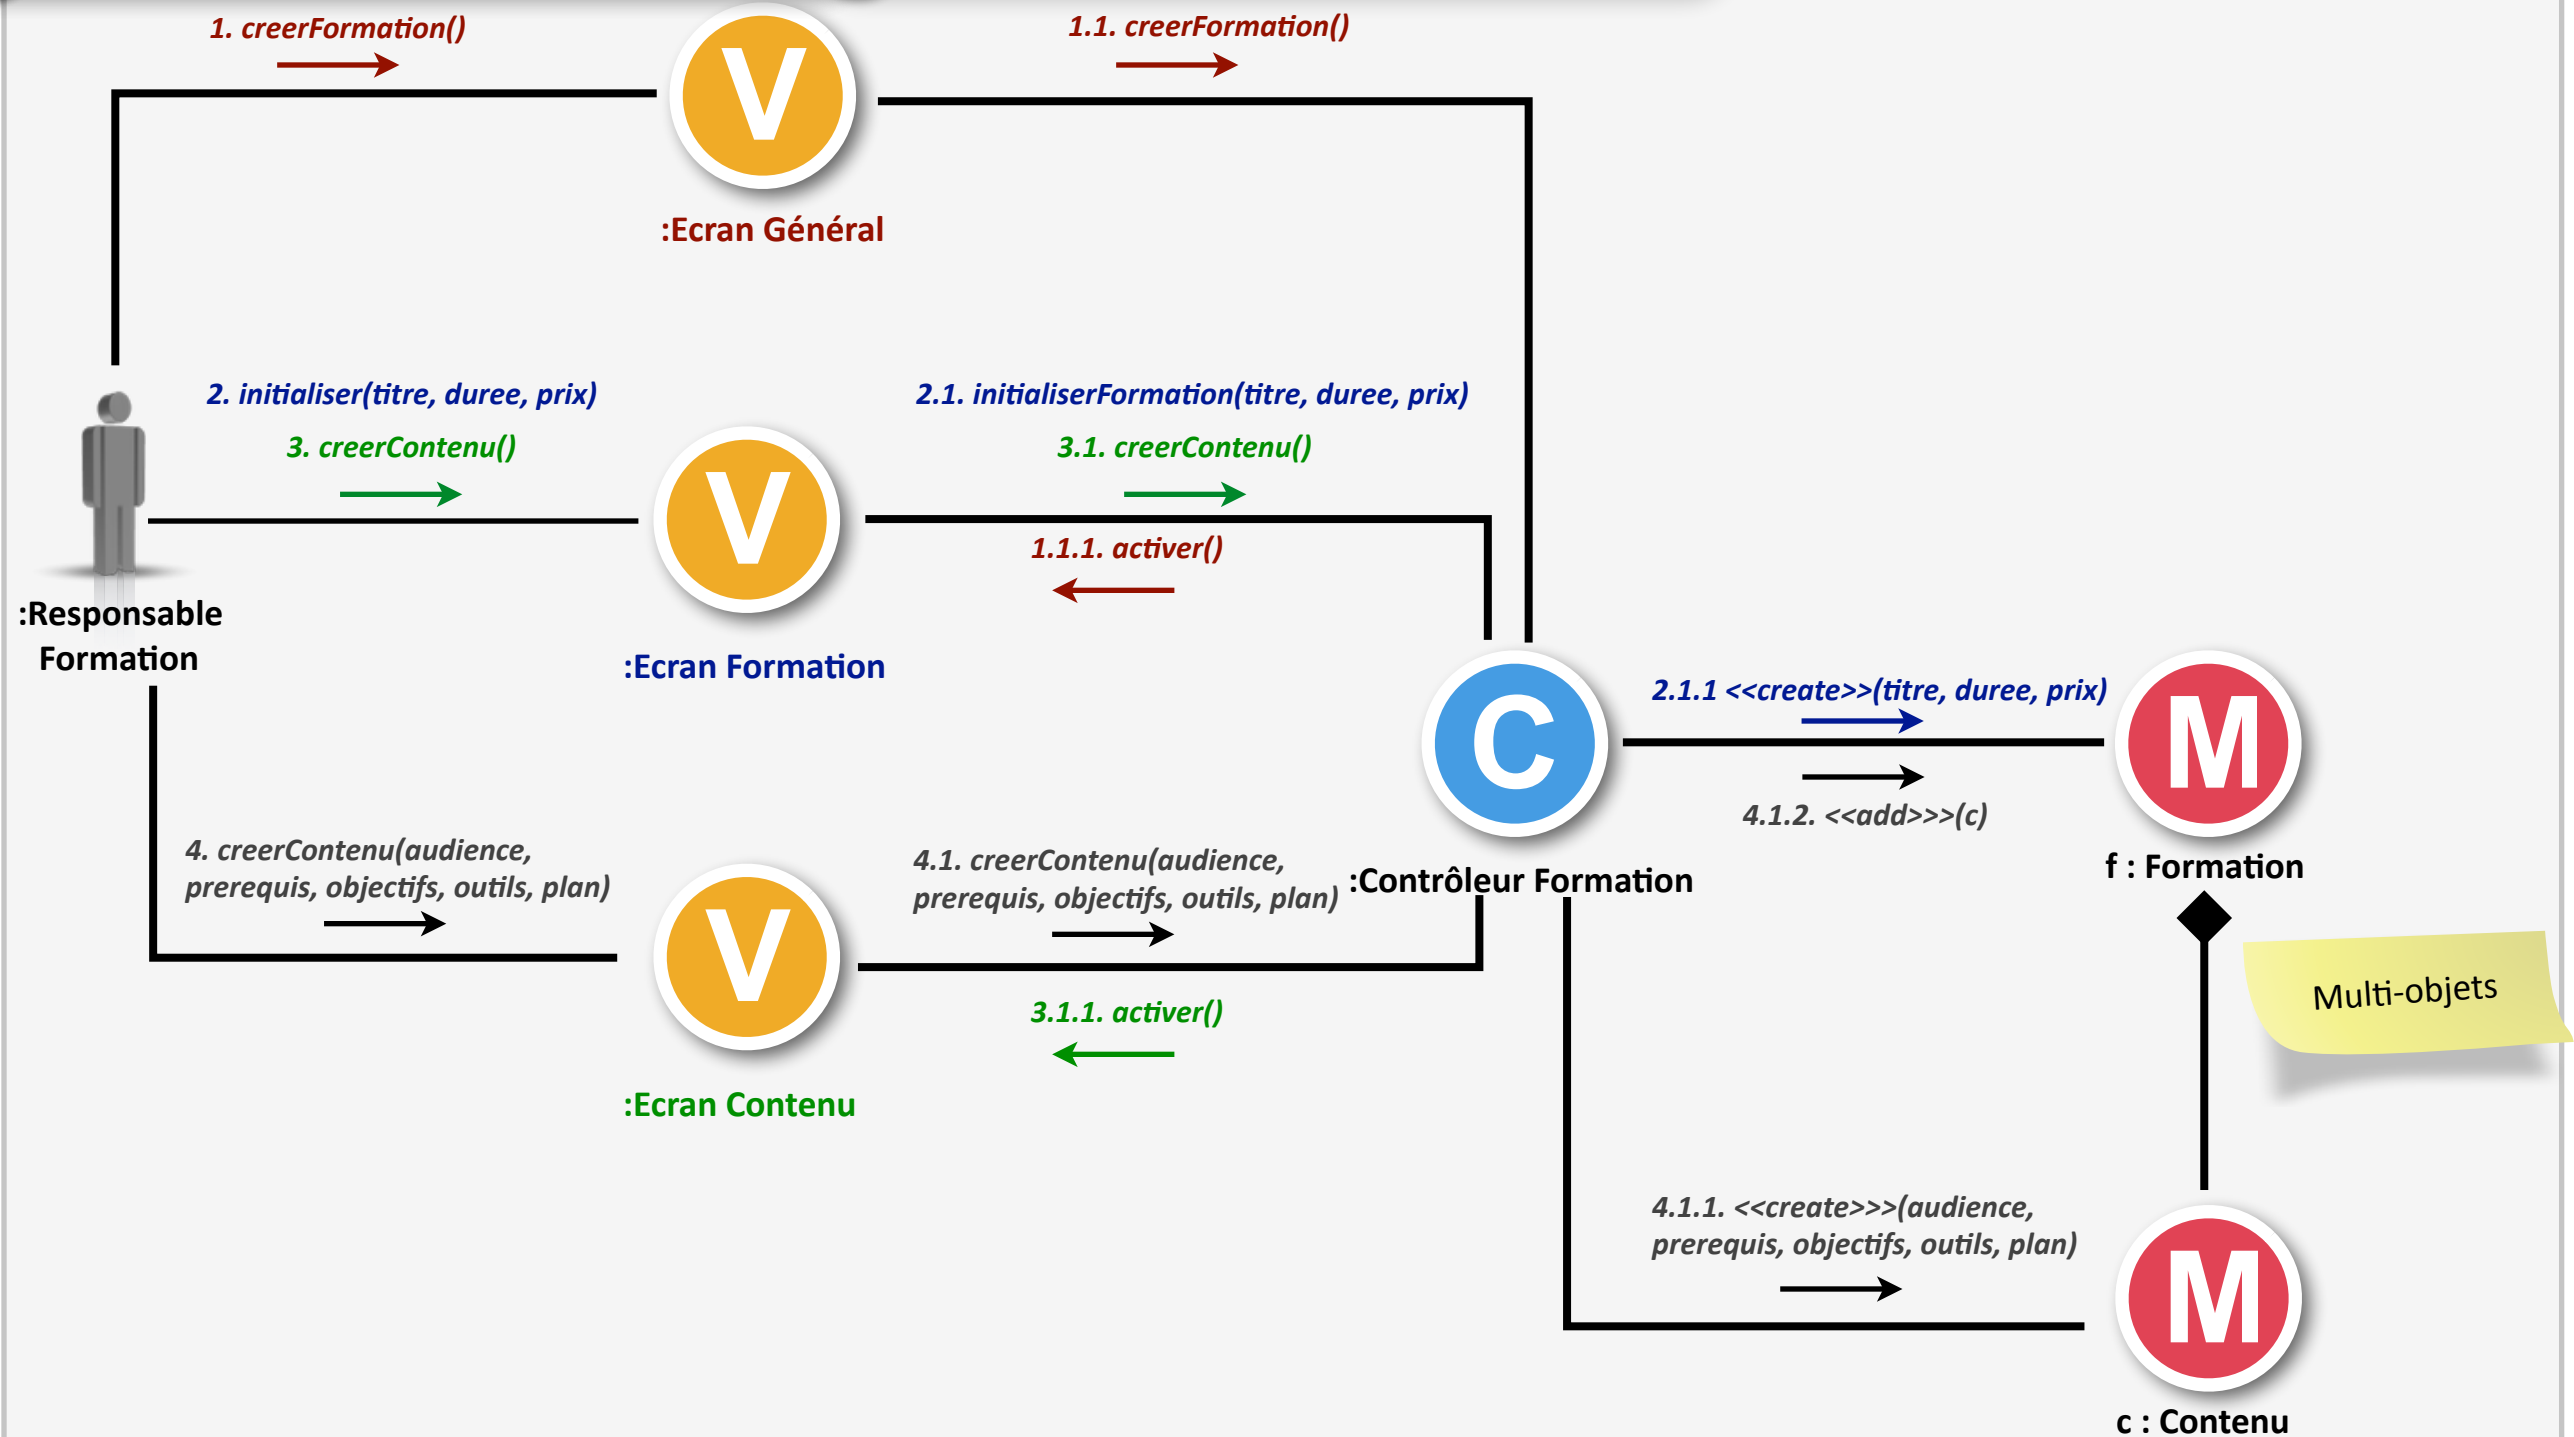 1. creerFormation()
1.1. creerFormation()
V
:Ecran Général
2. initialiser(titre, duree, prix)
2.1. initialiserFormation(titre, duree, prix)
3. creerContenu()
3.1. creerContenu()
V
1.1.1. activer()
:Responsable
Formation
:Ecran Formation
C
2.1.1 <<create>>(titre, duree, prix)
M
4.1.2. <<add>>>(c)
:Contrôleur Formation
f : Formation
4. creerContenu(audience,
prerequis, objectifs, outils, plan)
4.1. creerContenu(audience,
prerequis, objectifs, outils, plan)
V
3.1.1. activer()
:Ecran Contenu
Multi-objets
4.1.1. <<create>>>(audience,
prerequis, objectifs, outils, plan)
M
c : Contenu